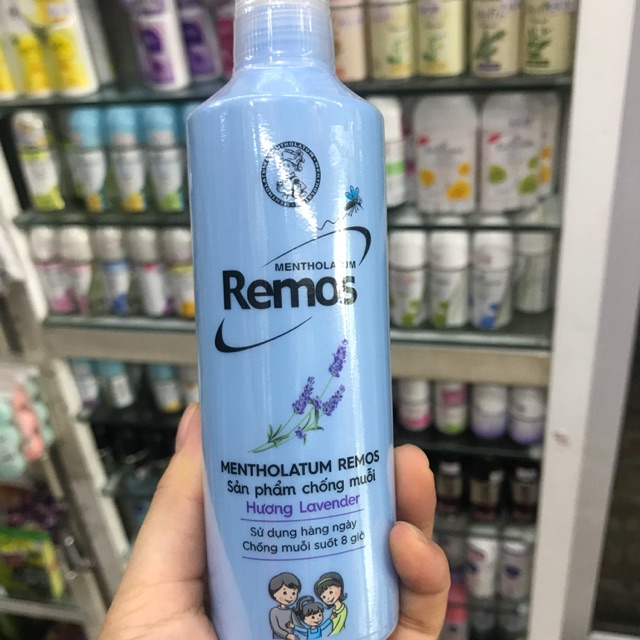 MENTHOLATUM
MENTHOLATUM
Remos
MENTHOLATUM REMOS
Sản phẩm chống muỗi
Hương Lavender
Sử dụng hàng ngày
Chống muỗi suốt 8 giờ